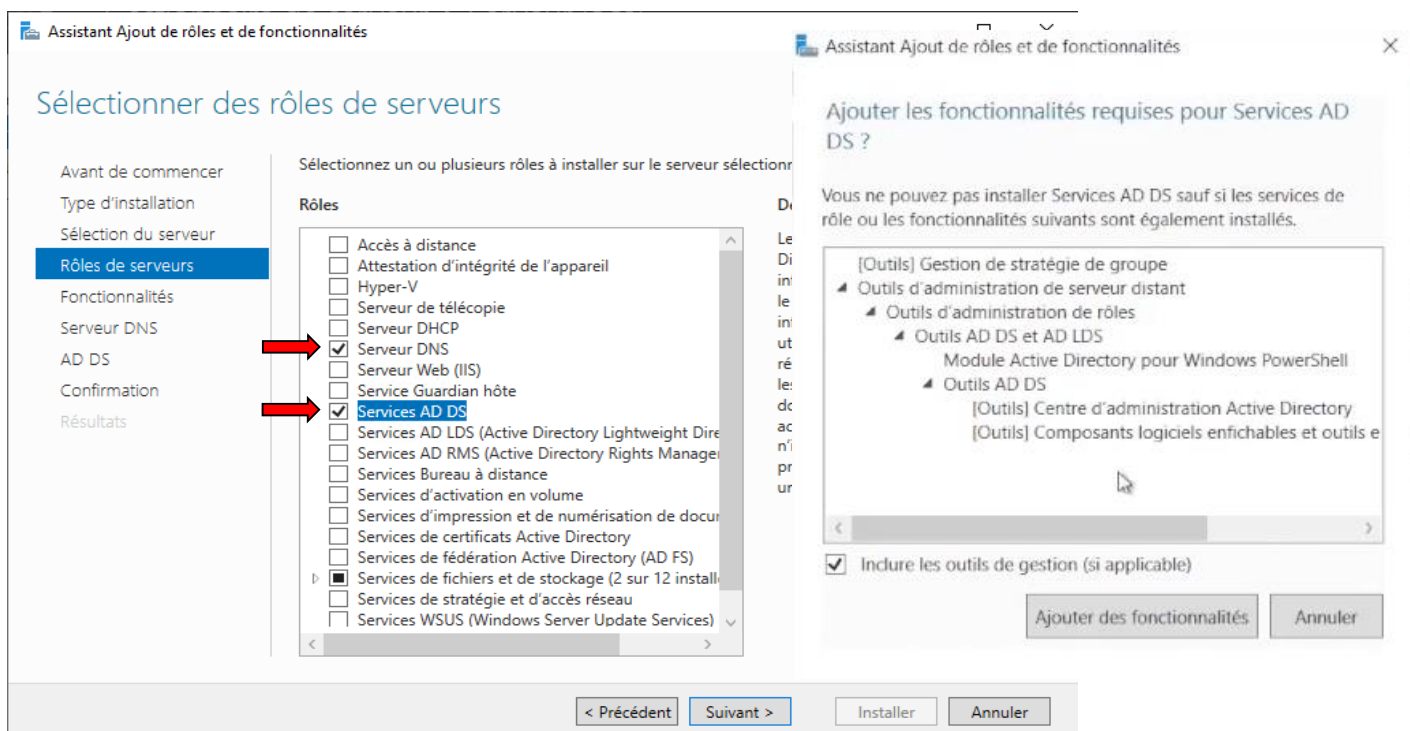 Assistant Ajout de rôles et de fonctionnalités
Sélectionner des rôles de serveurs
Avant de commencer
Type d'installation
Sélection du serveur
Rôles de serveurs
Fonctionnalités
Serveur DNS
AD DS
Confirmation
Résultats
Sélectionnez un ou plusieurs rôles à installer sur le serveur
Rôles
Accès à distance
Attestation d'intégrité de l'appareil
Hyper-V
Serveur de télécopie
Serveur DHCP
Serveur DNS
Serveur Web (IIS)
Service Guardian hôte
Services AD DS
Services AD LDS (Active Directory Lightweight Dire
Services AD RMS (Active Directory Rights Manage
Services Bureau à distance
Services d'activation en volume
Services d'impression et de numérisation de docu
Services de certificats Active Directory
Services de fédération Active Directory (AD FS)
Services de fichiers et de stockage (2 sur 12 install
Services de stratégie et d'accès réseau
Services WSUS (Windows Server Update Services)
< Précédent
Suivant >
Installer
Annuler
Assistant Ajout de rôles et de fonctionnalités
Ajouter les fonctionnalités requises pour Services AD
DS ?
Vous ne pouvez pas installer Services AD DS sauf si les services de
rôle ou les fonctionnalités suivants sont également installés.
[Outils] Gestion de stratégie de groupe
Outils d'administration de serveur distant
Outils d'administration de rôles
Outils AD DS et AD LDS
Module Active Directory pour Windows PowerShell
Outils AD DS
[Outils] Centre d'administration Active Directory
[Outils] Composants logiciels enfichables et outils e
Inclure les outils de gestion (si applicable)
Ajouter des fonctionnalités
Annuler